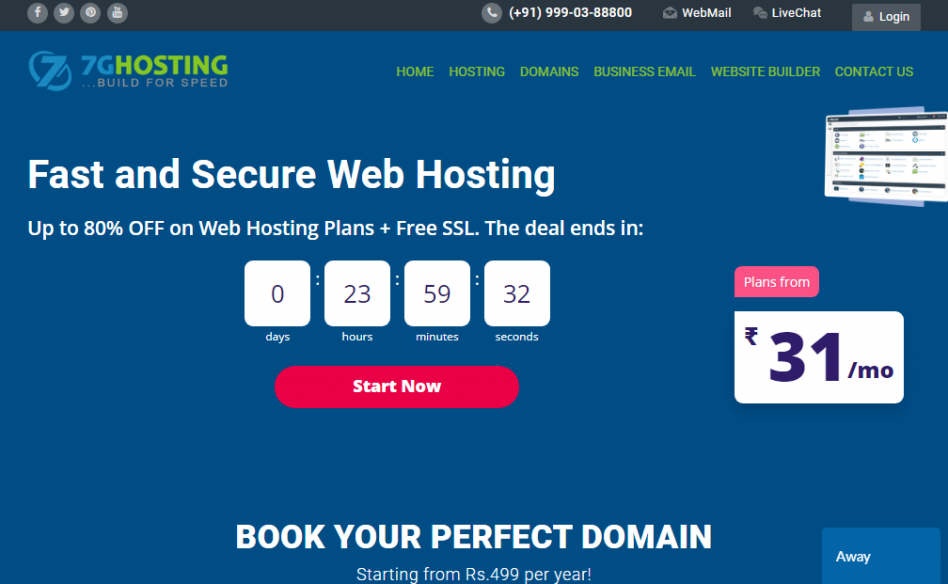 (+91) 999-03-88800
WebMail
LiveChat
Login
7GHOSTING
...BUILD FOR SPEED
HOME
HOSTING
DOMAINS
BUSINESS EMAIL
WEBSITE BUILDER
CONTACT US
Fast and Secure Web Hosting
Up to 80% OFF on Web Hosting Plans + Free SSL. The deal ends in:
0 : 23 : 59 : 32
days hours minutes seconds
Start Now
Plans from
₹ 31/mo
BOOK YOUR PERFECT DOMAIN
Starting from Rs.499 per year!
Away